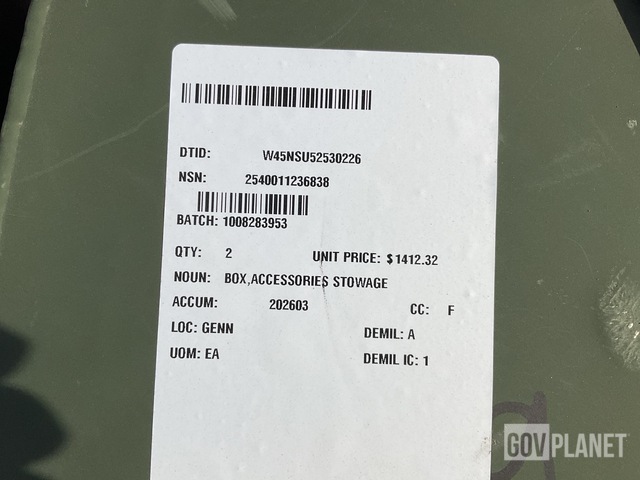 DTID: W45NSU52530226
NSN: 2540011236838
BATCH: 1008283953
QTY: 2 UNIT PRICE: $1412.32
NOUN: BOX,ACCESSORIES STOWAGE
ACCUM: 202603 CC: F
LOC: GENN DEMIL: A
UOM: EA DEMIL IC: 1
GOVPLANET